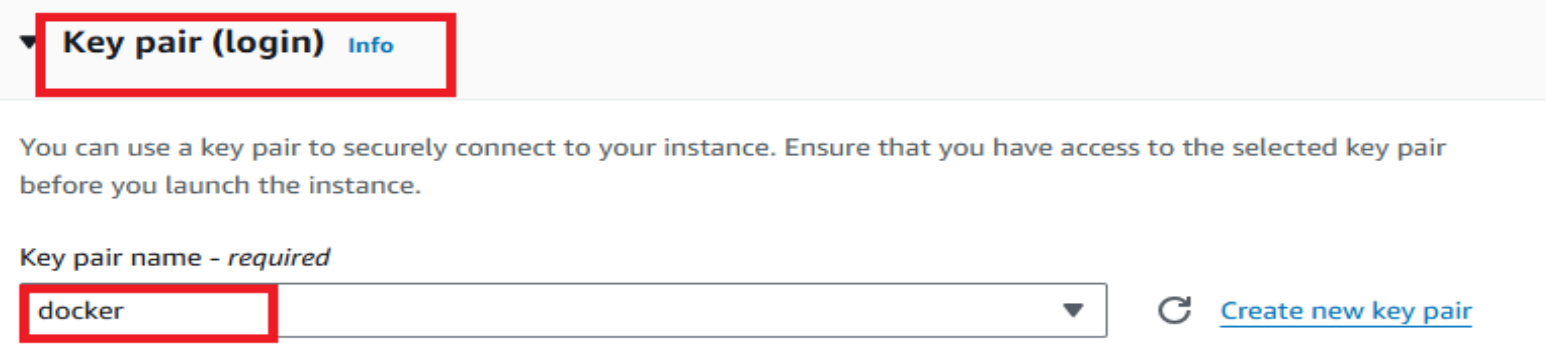 Key pair (login) Info
You can use a key pair to securely connect to your instance. Ensure that you have access to the selected key pair
before you launch the instance.
Key pair name - required
docker
Create new key pair